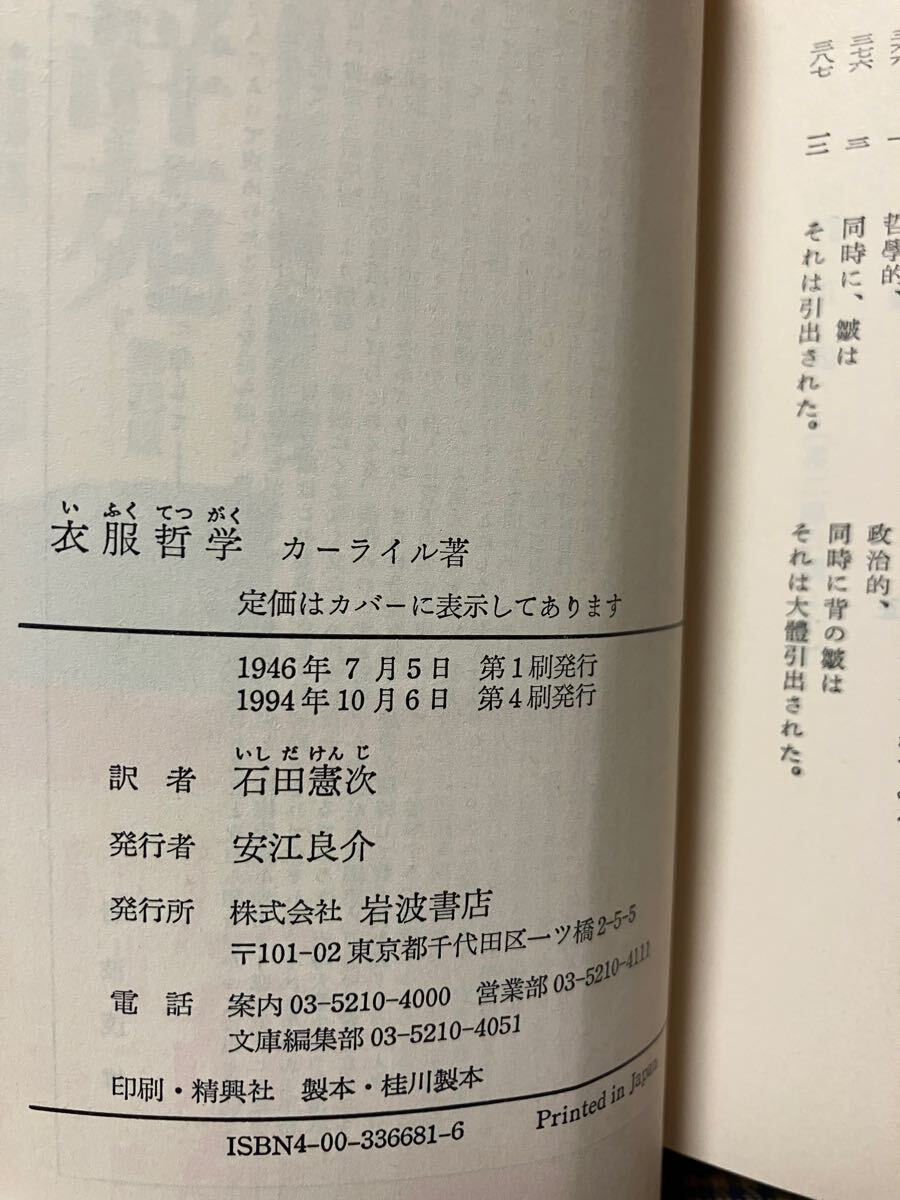 い ふく てつ がく
衣服哲学 カーライル著
定価はカバーに表示してあります
1946年7月5日 第1刷発行
1994年10月6日 第4刷発行
いし だ けん じ
訳者 石田憲次
発行者 安江良介
発行所 株式会社 岩波書店
〒101-02 東京都千代田区一ツ橋2-5-5
電話 案内 03-5210-4000 営業部 03-5210-4111
文庫編集部 03-5210-4051
印刷・精興社 製本・桂川製本
ISBN4-00-336681-6 Printed in Japan
哲學的、 政治的、
三七六 三 同時に、皺は 同時に背の皺は
三八七 一三 それは引出された。 それは大體引出された。